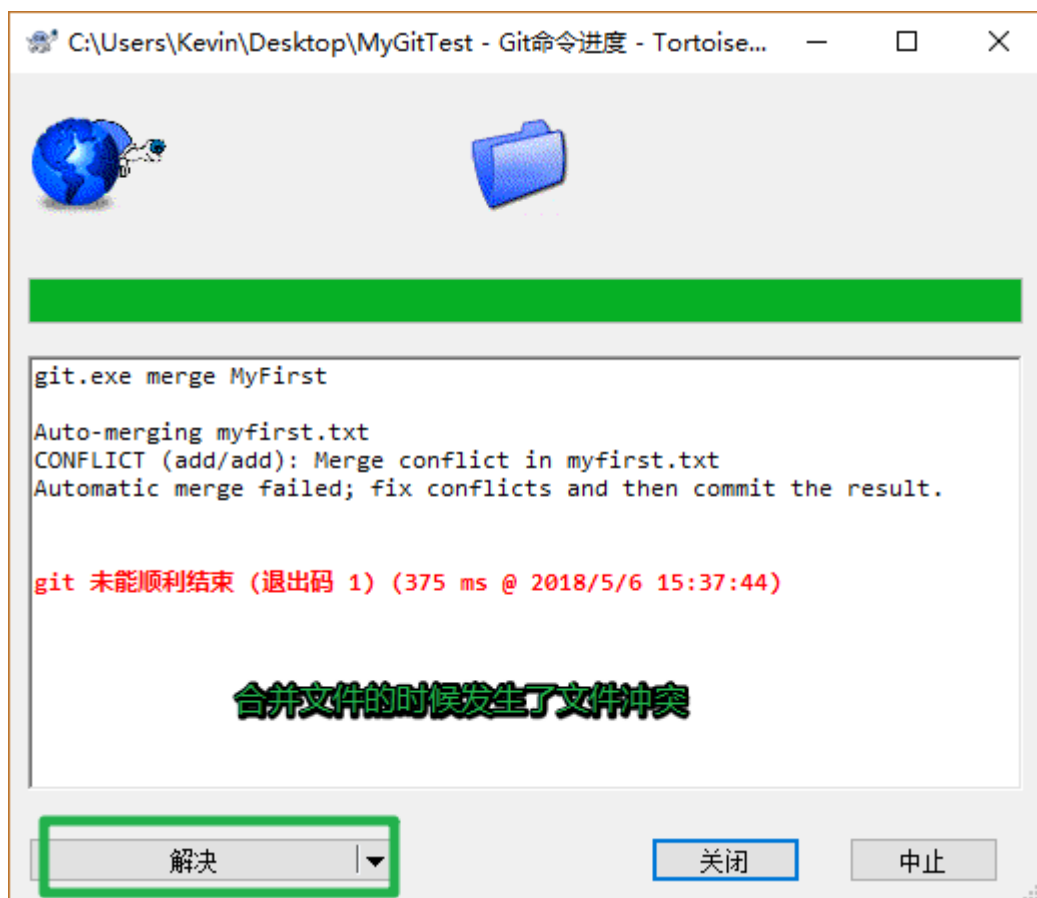 C:\Users\Kevin\Desktop\MyGitTest - Git命令进度 - Tortoise...
git.exe merge MyFirst
Auto-merging myfirst.txt
CONFLICT (add/add): Merge conflict in myfirst.txt
Automatic merge failed; fix conflicts and then commit the result.
git 未能顺利结束 (退出码 1) (375 ms @ 2018/5/6 15:37:44)
合并文件的时候发生了文件冲突
解决 关闭 中止